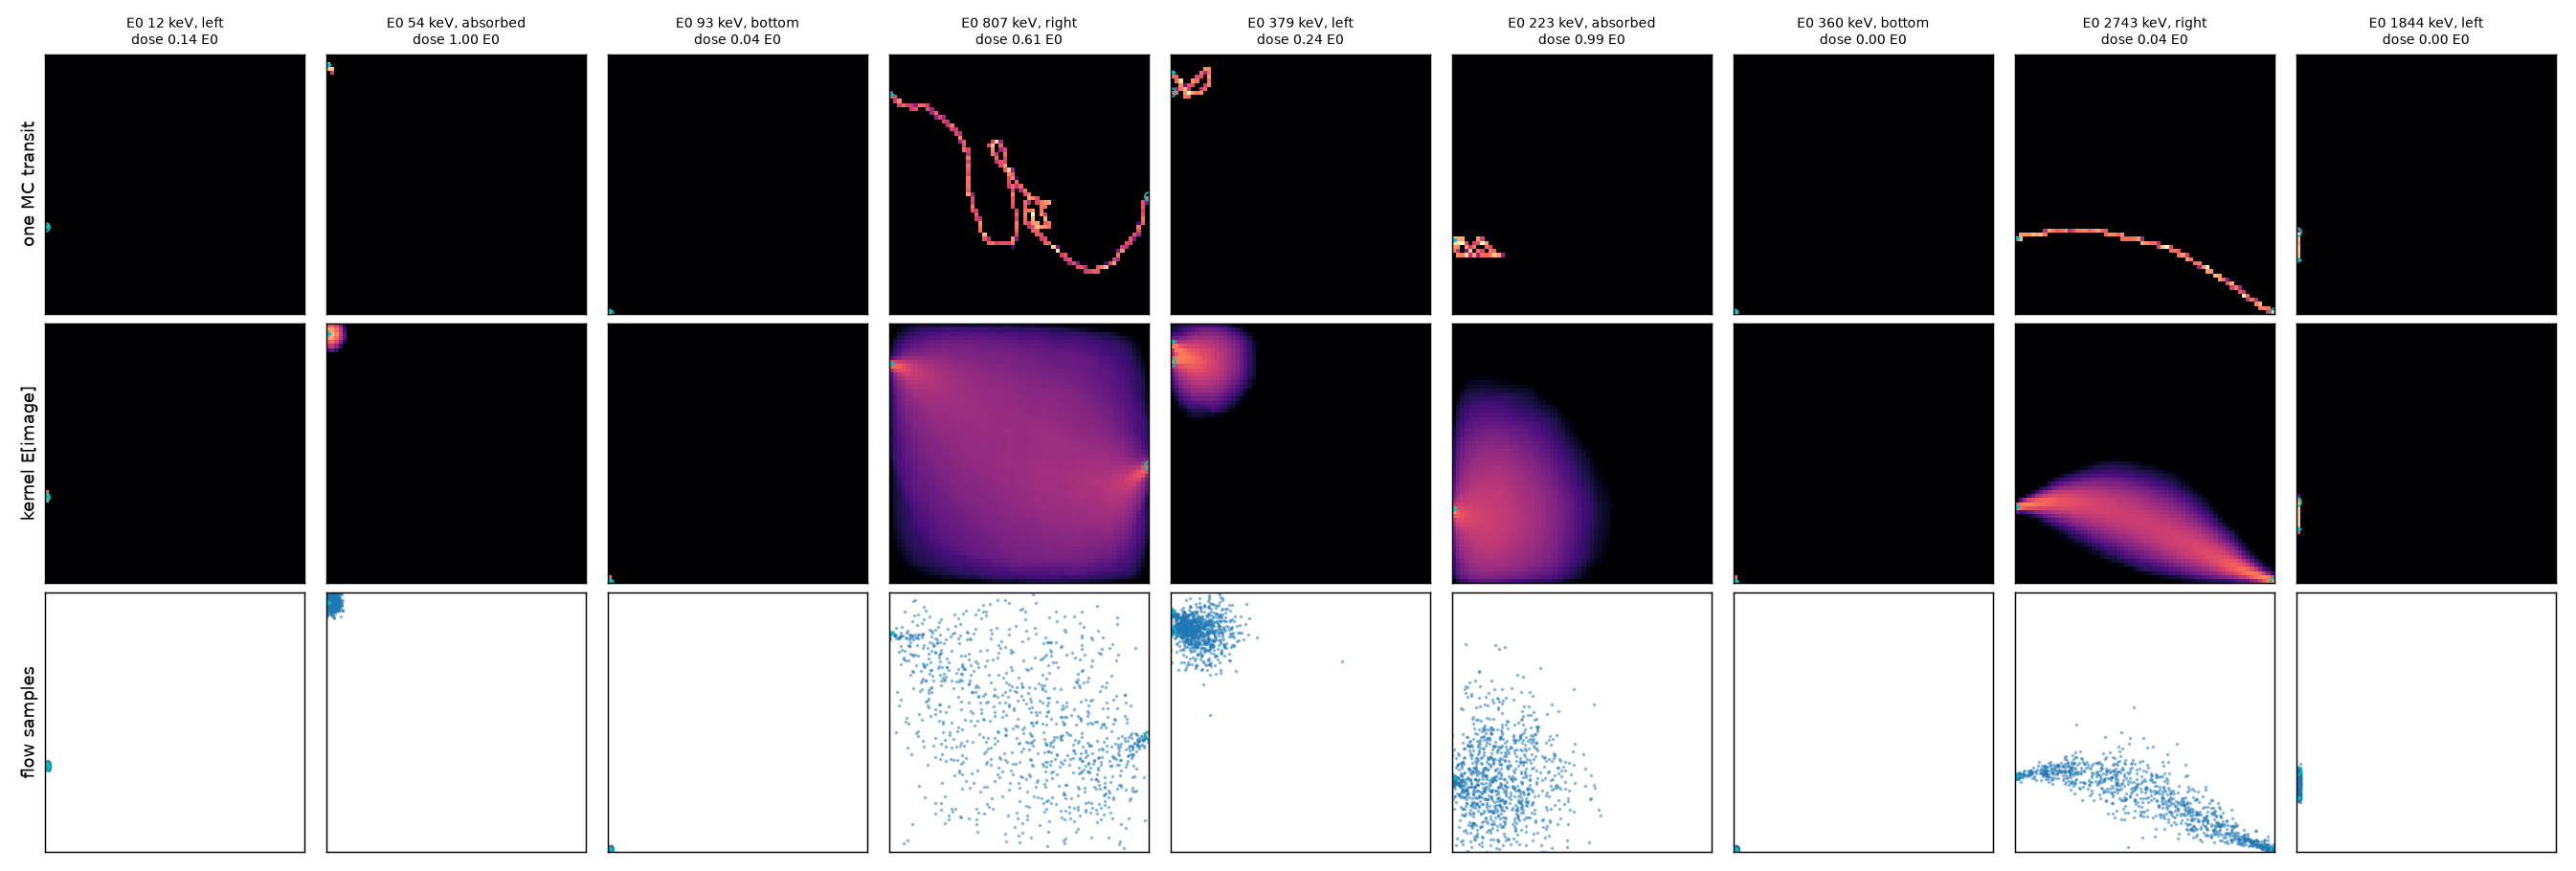 E0 12 keV, left
dose 0.14 E0
E0 54 keV, absorbed
dose 1.00 E0
E0 93 keV, bottom
dose 0.04 E0
E0 807 keV, right
dose 0.61 E0
E0 379 keV, left
dose 0.24 E0
E0 223 keV, absorbed
dose 0.99 E0
E0 360 keV, bottom
dose 0.00 E0
E0 2743 keV, right
dose 0.04 E0
E0 1844 keV, left
dose 0.00 E0
one MC transit
kernel E[image]
flow samples